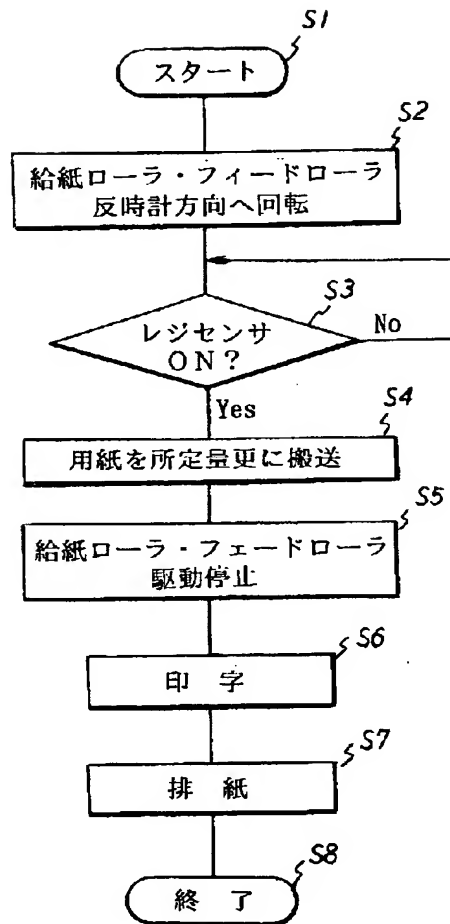 S1
スタート
S2
給紙ローラ・フィードローラ
反時計方向へ回転
S3
レジセンサ
ON?
No
Yes
S4
用紙を所定量更に搬送
S5
給紙ローラ・フェードローラ
駆動停止
S6
印 字
S7
排 紙
S8
終 了